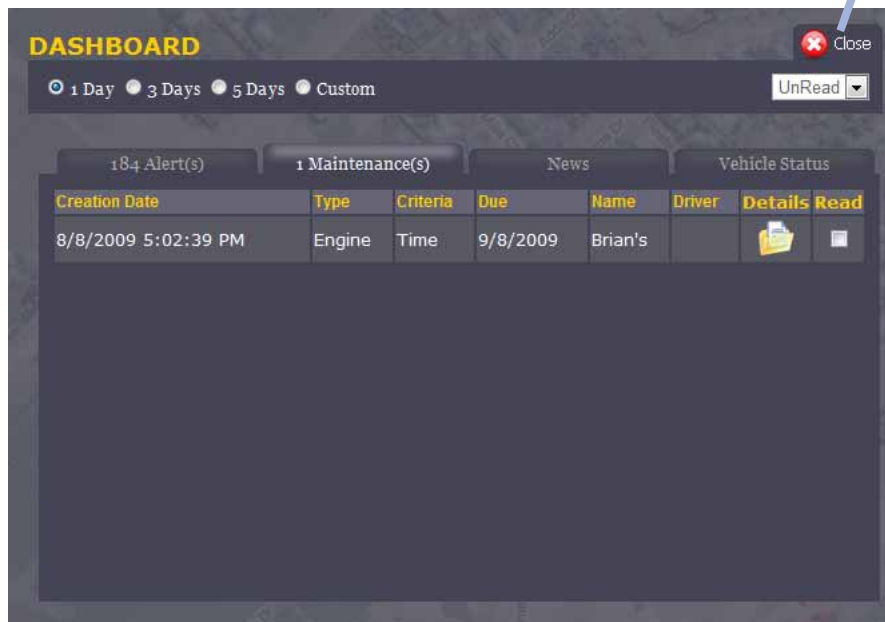 DASHBOARD
Close
1 Day 3 Days 5 Days Custom
UnRead
184 Alert(s) 1 Maintenance(s) News Vehicle Status
Creation Date Type Criteria Due Name Driver Details Read
8/8/2009 5:02:39 PM Engine Time 9/8/2009 Brian's